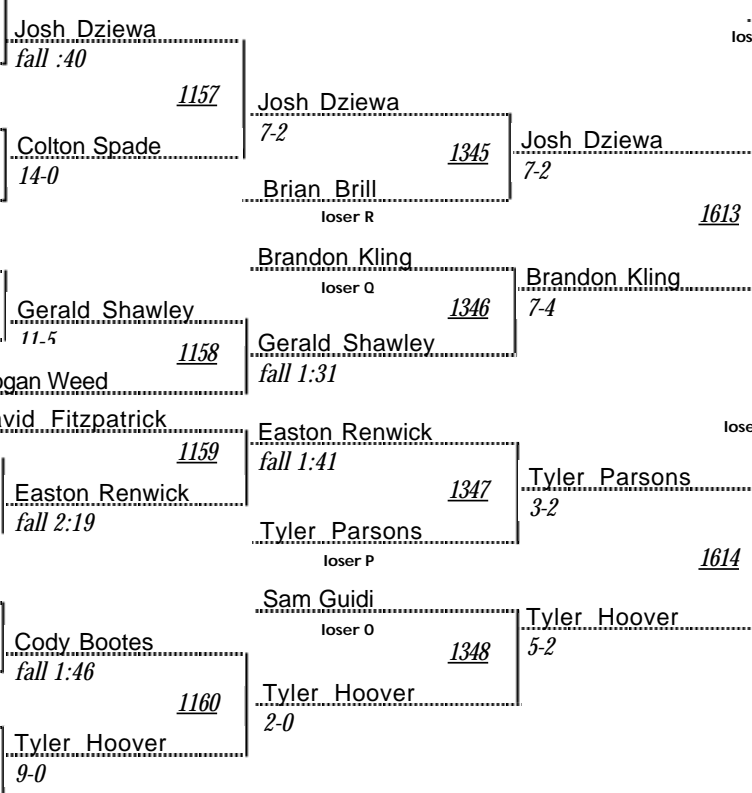 Josh Dziewa
fall :40
1157
Colton Spade
14-0
Josh Dziewa
7-2
1345
Brian Brill
loser R
Josh Dziewa
7-2
1613
Brandon Kling
loser Q
1346
Brandon Kling
7-4
Gerald Shawley
11-5
1158
Gerald Shawley
fall 1:31
Weed
Fitzpatrick
1159
Easton Renwick
fall 1:41
1347
Easton Renwick
fall 2:19
Tyler Parsons
loser P
Tyler Parsons
3-2
1614
Sam Guidi
loser O
1348
Tyler Hoover
5-2
Cody Bootes
fall 1:46
1160
Tyler Hoover
2-0
Tyler Hoover
9-0